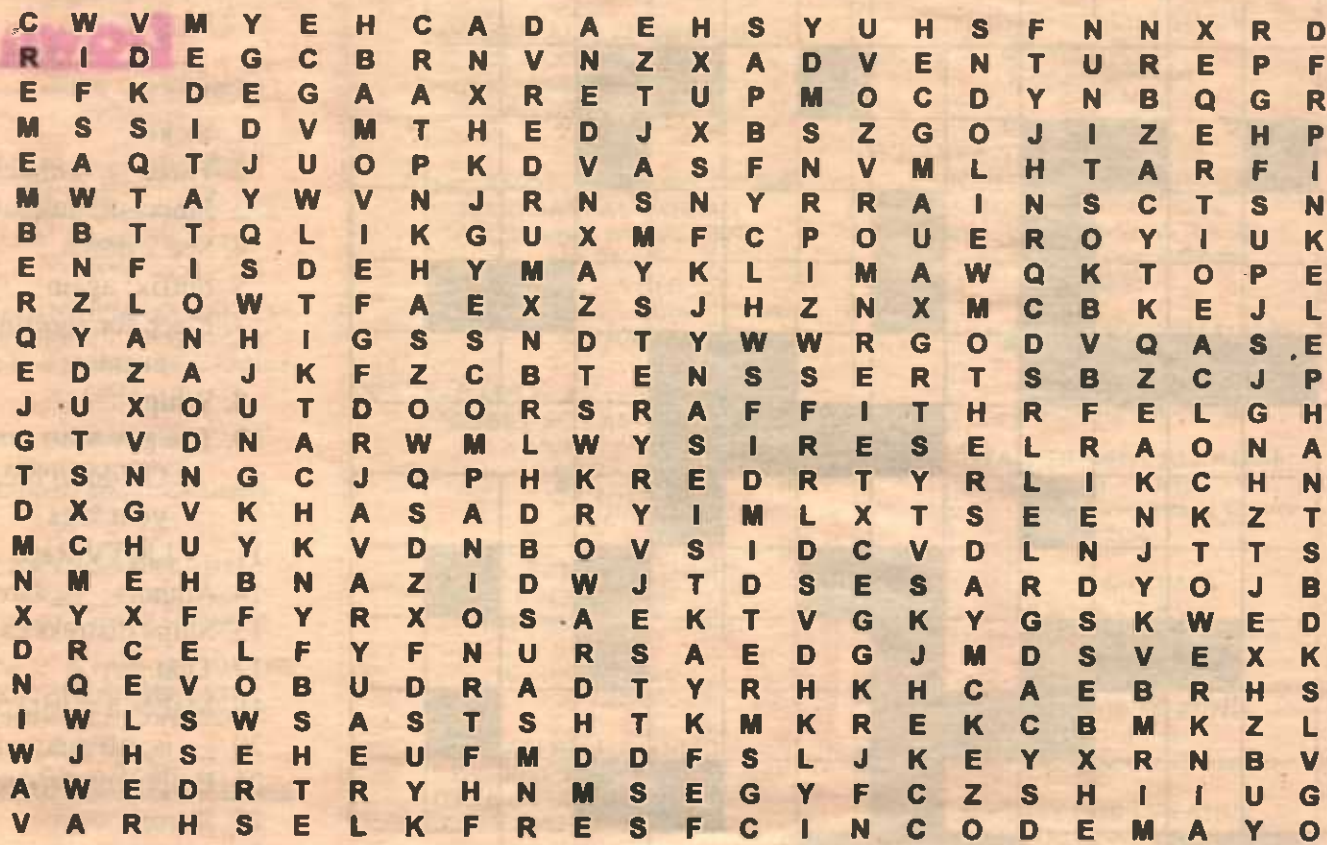 C W V M Y E H C A D A E H S Y U H S F N N X R D
R I D E G C B R N V N Z X A D V E N T U R E P F
E F K D E G A A X R E T U P M O C D Y N B Q G R
M S S I D V M T H E D J X B S Z G O J I Z E H P
E A Q T J U O P K D V A S F N V M L H T A R F I
M W T A Y W V N J R N S N Y R R A I N S C T S N
B B T T Q L I K G U X M F C P O U E R O Y I U K
E N F I S D E H Y M A Y K L I M A W Q K T O P E
R Z L O W T F A E X Z S J H Z N X M C B K E J L
Q Y A N H I G S S N D T Y W W R G O D V Q A S E
E D Z A J K F Z C B T E N S S E R T S B Z C J P
J U X O U T D O O R S R A F F I T H R F E L G H
G T V D N A R W M L W Y S I R E S E L R A O N A
T S N N G C J Q P H K R E D R T Y R L I K C H N
D X G V K H A S A D R Y I M L X T S E E N K Z T
M C H U Y K V D N B O V S I D C V D L N J T T S
N M E H B N A Z I D W J T D S E S A R D Y O J B
X Y X F F Y R X O S A E K T V G K Y G S K W E D
D R C E L F Y F N U R S A E D G J M D S V E X K
N Q E V O B U D R A D T Y R H K H C A E B R H S
I W L S W S A S T S H T K M K R E K C B M K Z L
W J H S E H E U F M D D F S L J K E Y X R N B V
A W E D R T R Y H N M S E G Y F C Z S H I I U G
V A R H S E L K F R E S F C I N C O D E M A Y O